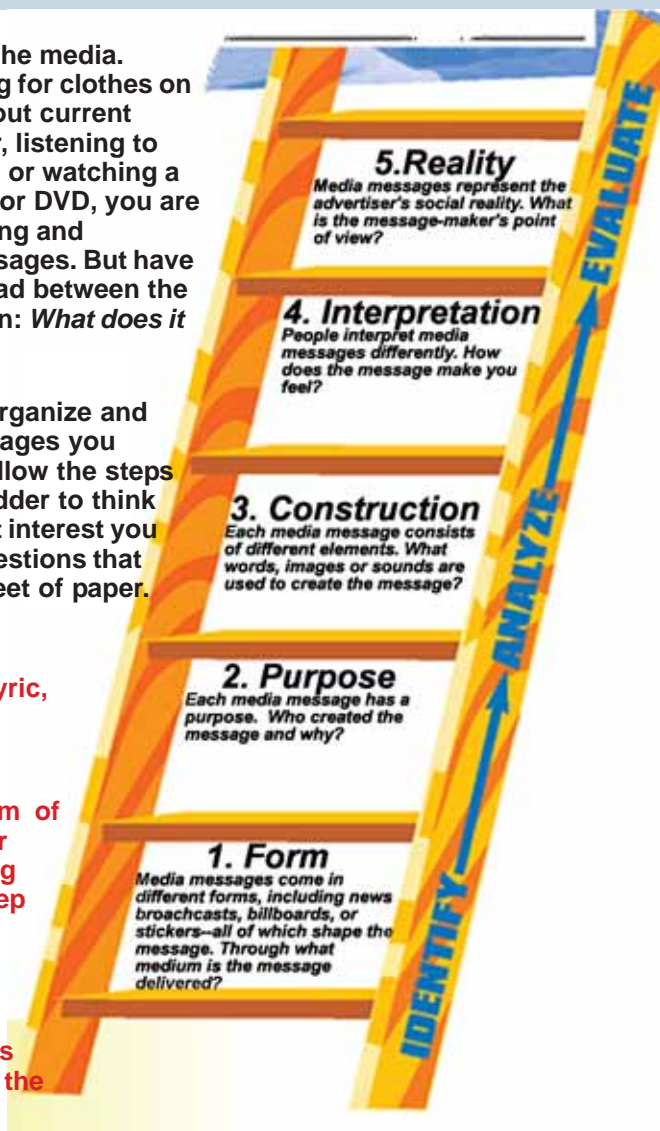 he media.
g for clothes on
out current
r, listening to
or watching a
or DVD, you are
ng and
sages. But have
ad between the
n: What does it
rganize and
ages you
llow the steps
dder to think
t interest you
estions that
eet of paper.
yric,
m of
r
g
ep
s
the
5.Reality
Media messages represent the
advertiser's social reality. What
is the message-maker's point
of view?
4. Interpretation
People interpret media
messages differently. How
does the message make you
feel?
3. Construction
Each media message consists
of different elements. What
words, images or sounds are
used to create the message?
2. Purpose
Each media message has a
purpose. Who created the
message and why?
1. Form
Media messages come in
different forms, including news
broachcasts, billboards, or
stickers--all of which shape the
message. Through what
medium is the message
delivered?
EVALUATE
ANALYZE
IDENTIFY